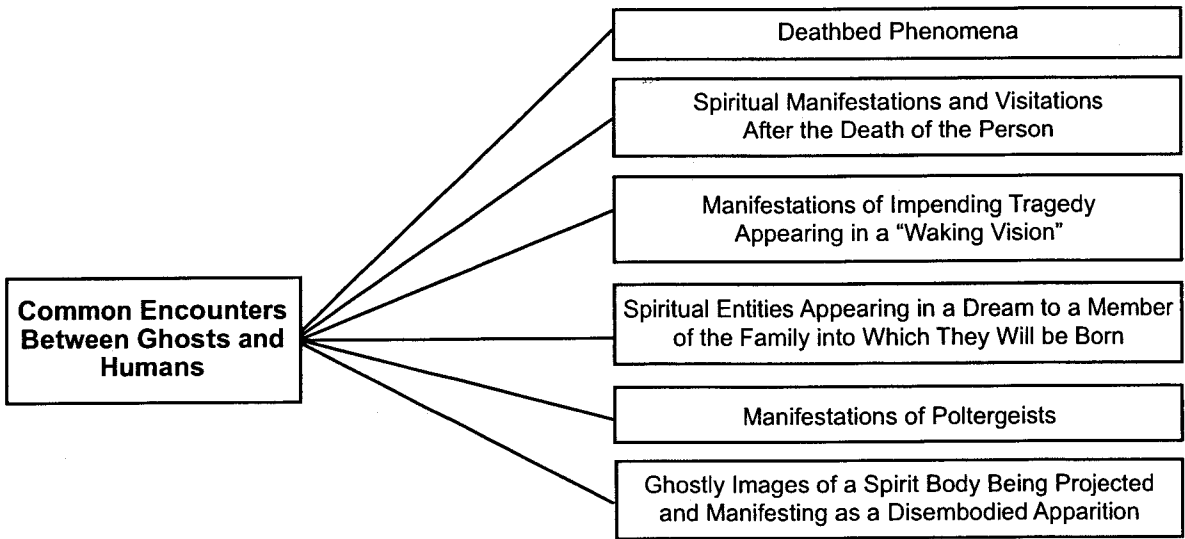 Deathbed Phenomena
Spiritual Manifestations and Visitations
After the Death of the Person
Manifestations of Impending Tragedy
Appearing in a “Waking Vision”
Common Encounters
Between Ghosts and
Humans
Spiritual Entities Appearing in a Dream to a Member
of the Family into Which They Will be Born
Manifestations of Poltergeists
Ghostly Images of a Spirit Body Being Projected
and Manifesting as a Disembodied Apparition